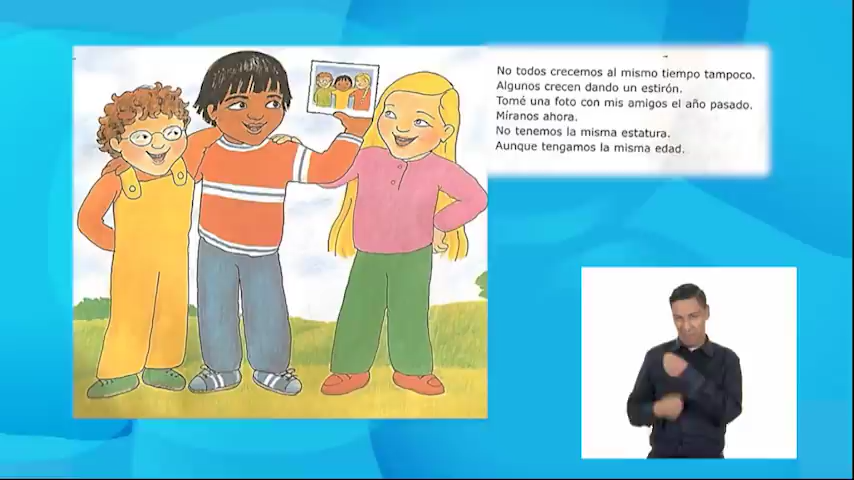 No todos crecemos al mismo tiempo tampoco.
Algunos crecen dando un estirón.
Tomé una foto con mis amigos el año pasado.
Míranos ahora.
No tenemos la misma estatura.
Aunque tengamos la misma edad.